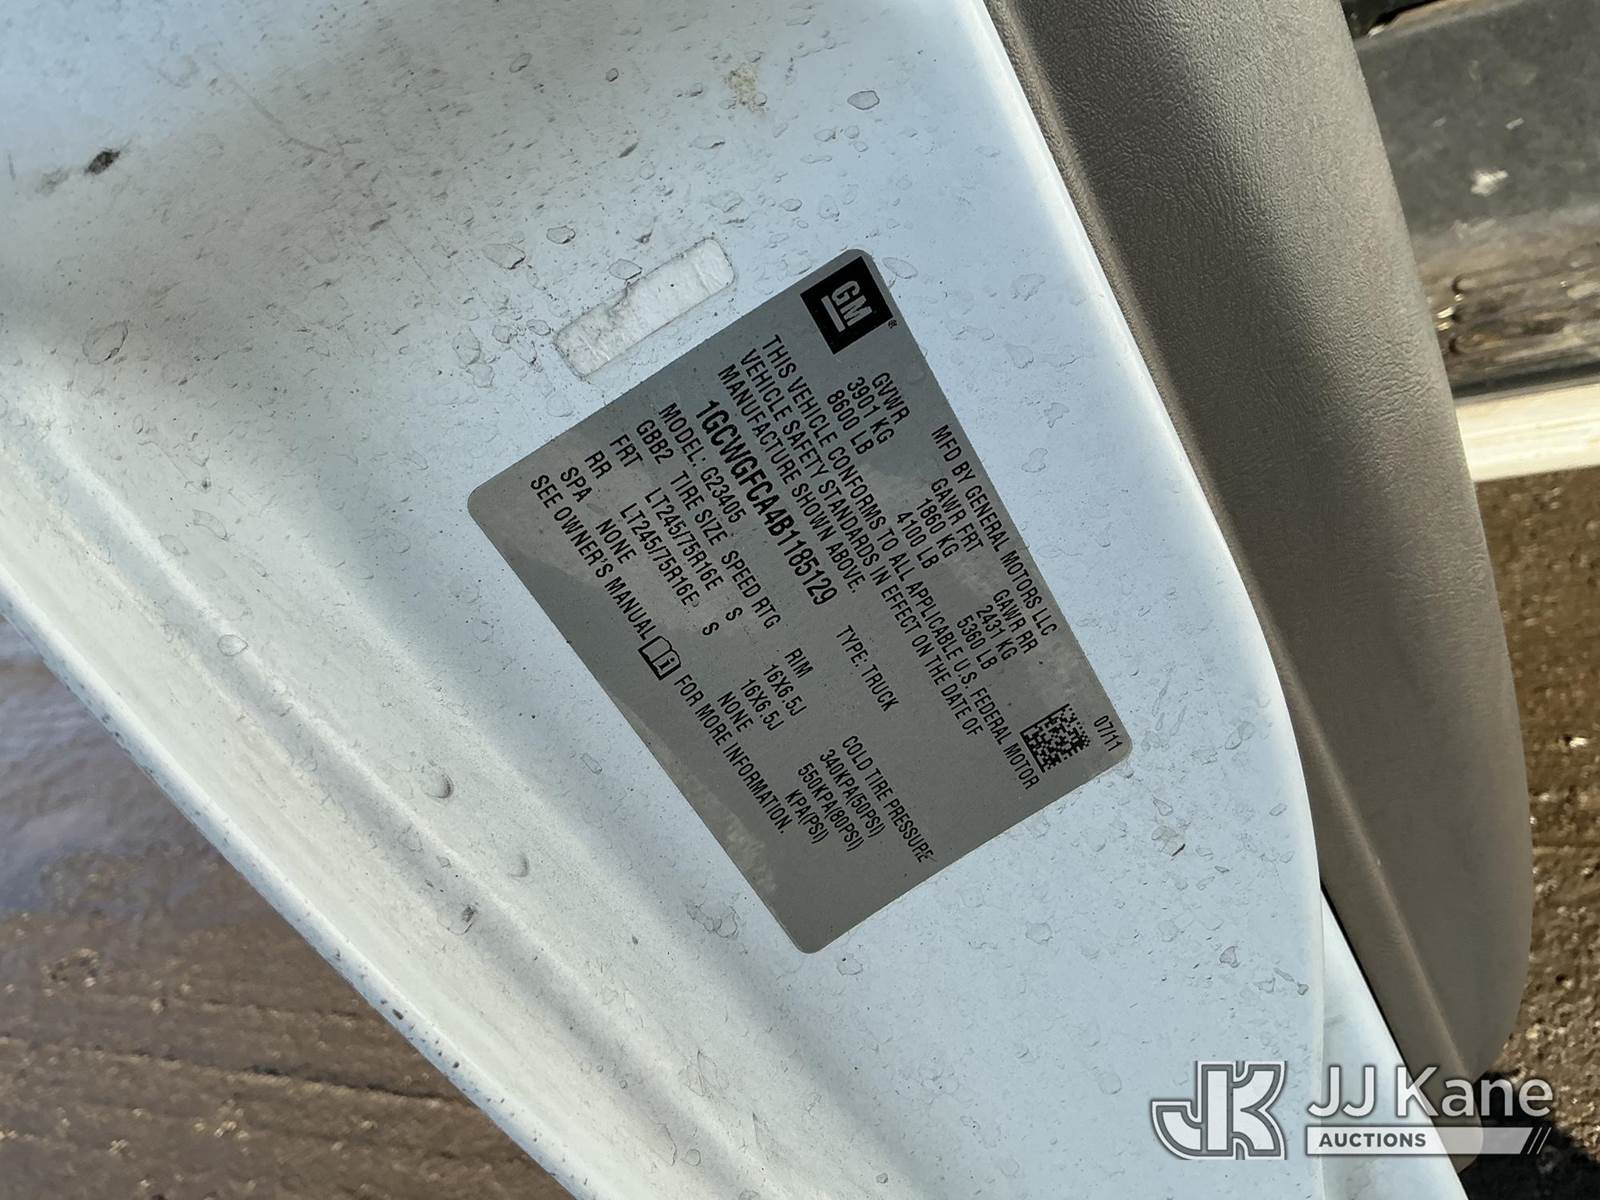 GM®
MFD BY GENERAL MOTORS LLC
07/11
GVWR GAWR FRT GAWR RR
3901 KG 1860 KG 2431 KG
8600 LB 4100 LB 5360 LB
THIS VEHICLE CONFORMS TO ALL APPLICABLE U.S. FEDERAL MOTOR
VEHICLE SAFETY STANDARDS IN EFFECT ON THE DATE OF
MANUFACTURE SHOWN ABOVE.
1GCWGFCA4B1185129 TYPE: TRUCK
MODEL: G23405
GBB2 TIRE SIZE SPEED RTG RIM COLD TIRE PRESSURE
FRT LT245/75R16E S 16X6.5J 340KPA(50PSI)
RR LT245/75R16E S 16X6.5J 550KPA(80PSI)
SPA NONE NONE KPA(PSI)
SEE OWNER'S MANUAL FOR MORE INFORMATION.
JK JJ Kane
AUCTIONS